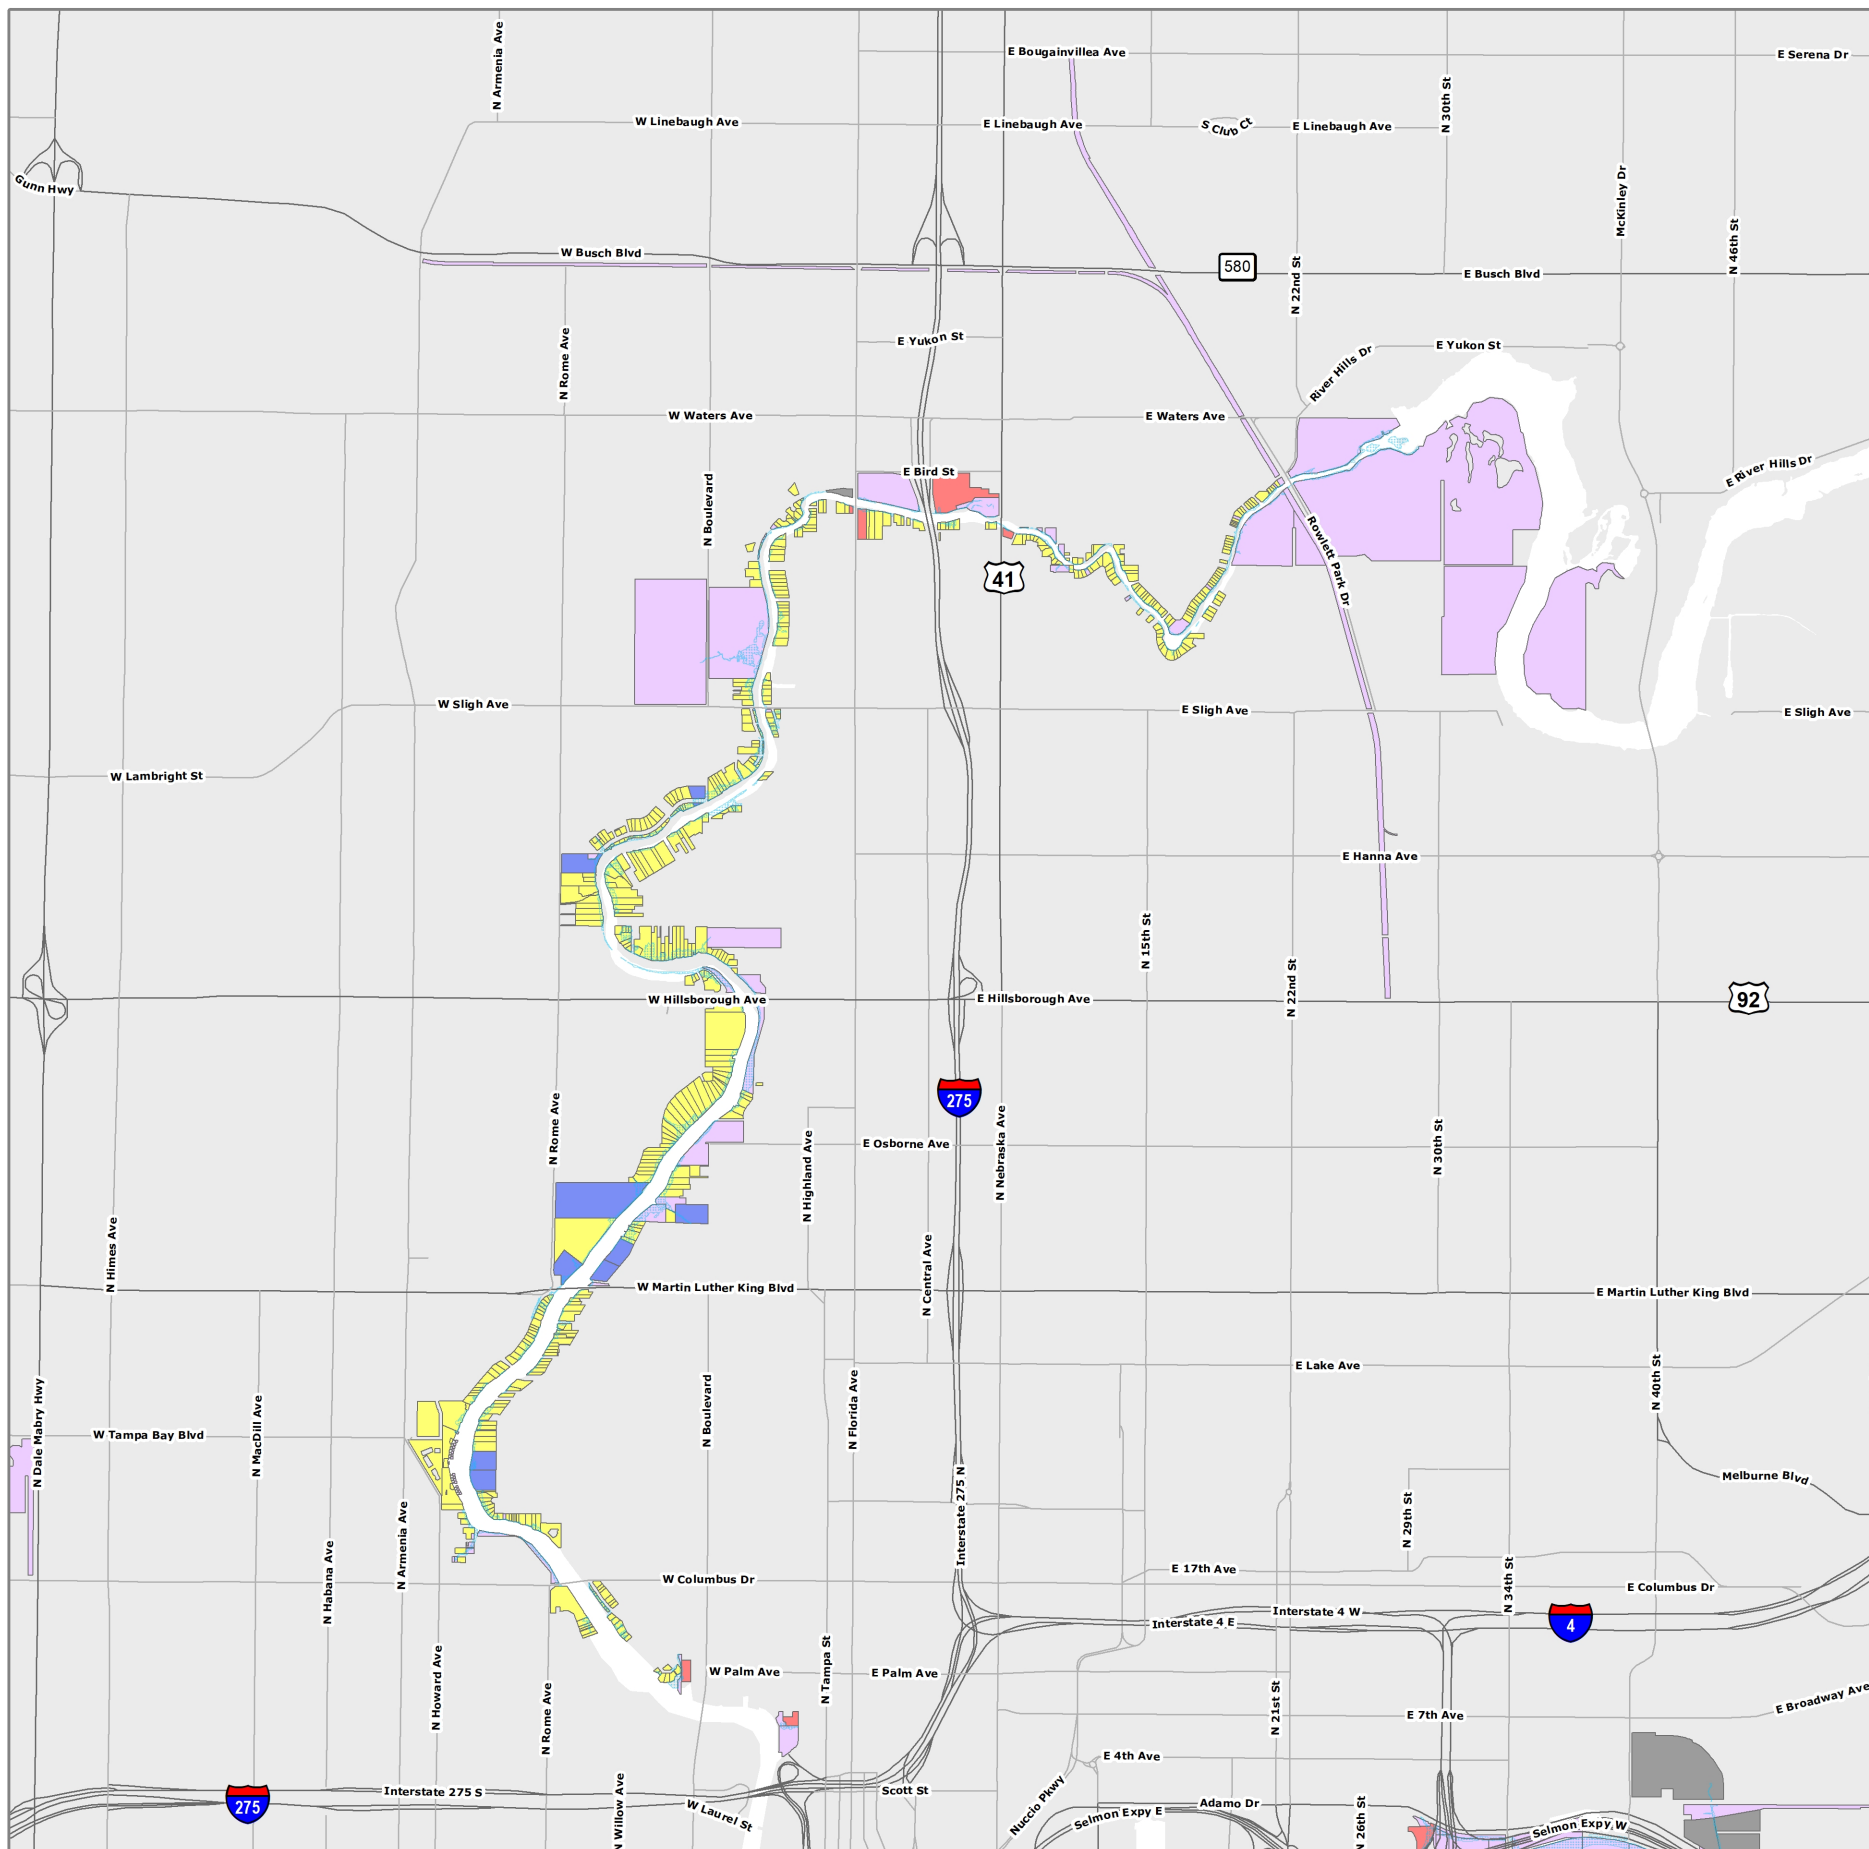 N Armenia Ave
E Bougainvillea Ave
E Serena Dr
W Linebaugh Ave
E Linebaugh Ave
S Club Ct
E Linebaugh Ave
N 30th St
Gunn Hwy
McKinley Dr
N 46th St
W Busch Blvd
580
N 22nd St
E Busch Blvd
N Rome Ave
E Yukon St
River Hills Dr
E Yukon St
W Waters Ave
E Waters Ave
N Boulevard
E Bird St
E River Hills Dr
Rowlett Park Dr
41
W Sligh Ave
E Sligh Ave
E Sligh Ave
W Lambright St
E Hanna Ave
N 15th St
N 22nd St
W Hillsborough Ave
E Hillsborough Ave
92
275
N Rome Ave
N Highland Ave
E Osborne Ave
N Nebraska Ave
N 30th St
N Himes Ave
N Central Ave
W Martin Luther King Blvd
E Martin Luther King Blvd
E Lake Ave
N Dale Mabry Hwy
N MacDill Ave
W Tampa Bay Blvd
N Boulevard
N Florida Ave
N 40th St
Interstate 275 N
Melburne Blvd
N Habana Ave
N Armenia Ave
N 29th St
W Columbus Dr
E 17th Ave
N 34th St
E Columbus Dr
Interstate 4 W
Interstate 4 E
4
N Howard Ave
N Rome Ave
W Palm Ave
N Tampa St
E Palm Ave
N 21st St
E 7th Ave
E Broadway Ave
E 4th Ave
275
Interstate 275 S
N Willow Ave
W Laurel St
Scott St
Nuccio Pkwy
Selmon Expy E
Adamo Dr
N 26th St
Selmon Expy W